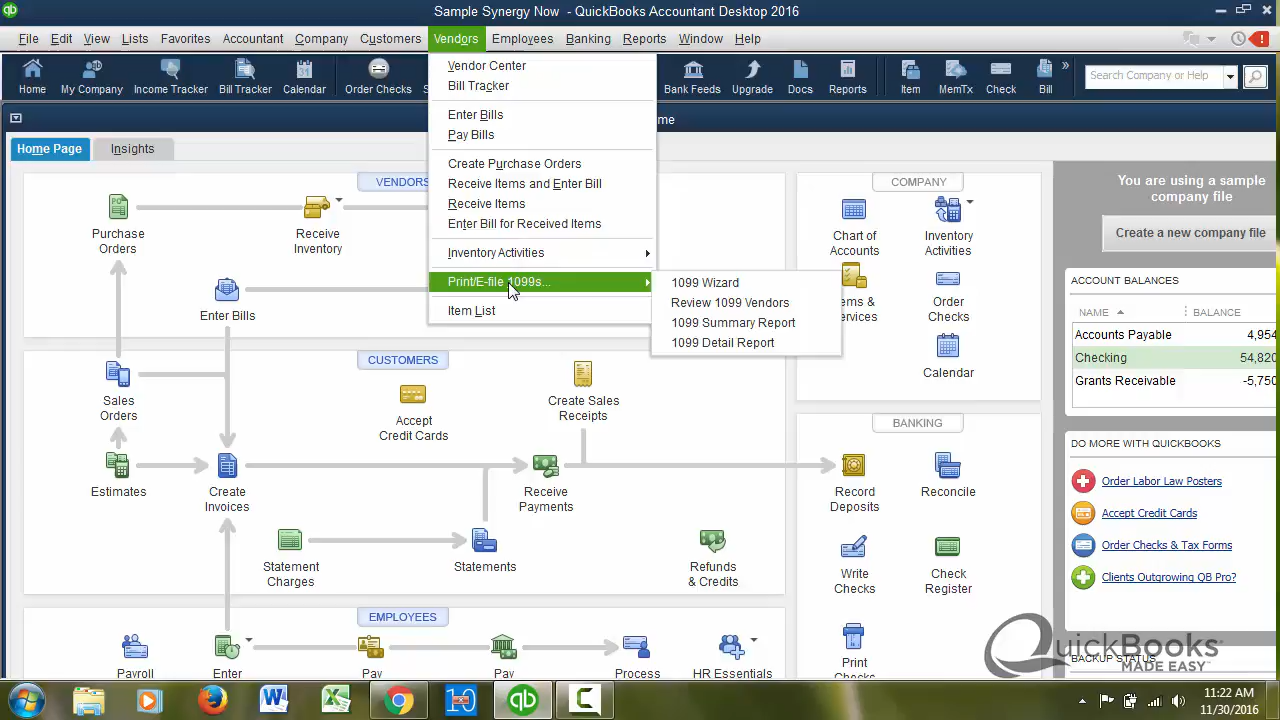 Sample Synergy Now - QuickBooks Accountant Desktop 2016
File Edit View Lists Favorites Accountant Company Customers Vendors Employees Banking Reports Window Help
Home My Company Income Tracker Bill Tracker Calendar Order Checks Bank Feeds Upgrade Docs Reports Item MemTx Check Bill Search Company or Help
me
Home Page Insights
Vendor Center
Bill Tracker
Enter Bills
Pay Bills
Create Purchase Orders
Receive Items and Enter Bill
Receive Items
Enter Bill for Received Items
Inventory Activities
Print/E-file 1099s...
Item List
1099 Wizard
Review 1099 Vendors
1099 Summary Report
1099 Detail Report
VENDORS
Purchase
Orders
Receive
Inventory
Enter Bills
CUSTOMERS
Sales
Orders
Accept
Credit Cards
Create Sales
Receipts
Estimates
Create
Invoices
Receive
Payments
Statement
Charges
Statements
Refunds
& Credits
EMPLOYEES
Payroll
Enter
Pay
Pay
Process
HR Essentials
COMPANY
Chart of
Accounts
Inventory
Activities
ms &
ervices
Order
Checks
Calendar
BANKING
Record
Deposits
Reconcile
Write
Checks
Check
Register
Print
You are using a sample
company file
Create a new company file
ACCOUNT BALANCES
NAME BALANCE
Accounts Payable 4,954
Checking 54,820
Grants Receivable -5,750
DO MORE WITH QUICKBOOKS
Order Labor Law Posters
Accept Credit Cards
Order Checks & Tax Forms
Clients Outgrowing QB Pro?
BACKUP STATUS
QuickBooks
MADE EASY™
11:22 AM
11/30/2016